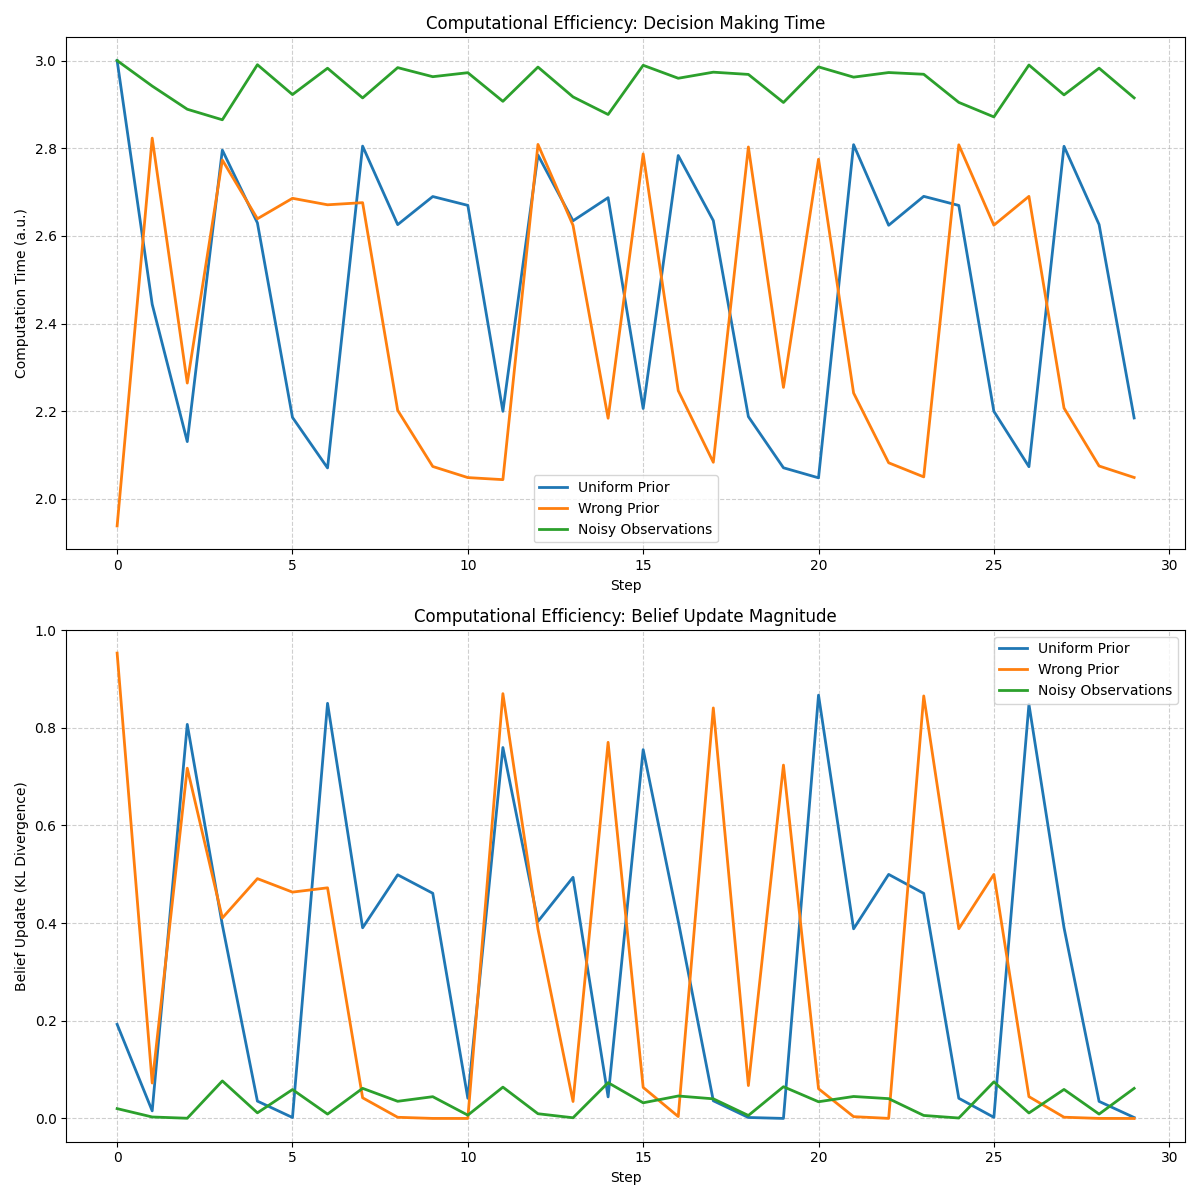 Computational Efficiency: Decision Making Time
Computation Time (a.u.)
3.0
2.8
2.6
2.4
2.2
2.0
Uniform Prior
Wrong Prior
Noisy Observations
0 5 10 15 20 25 30
Step
Computational Efficiency: Belief Update Magnitude
Belief Update (KL Divergence)
1.0
0.8
0.6
0.4
0.2
0.0
Uniform Prior
Wrong Prior
Noisy Observations
0 5 10 15 20 25 30
Step